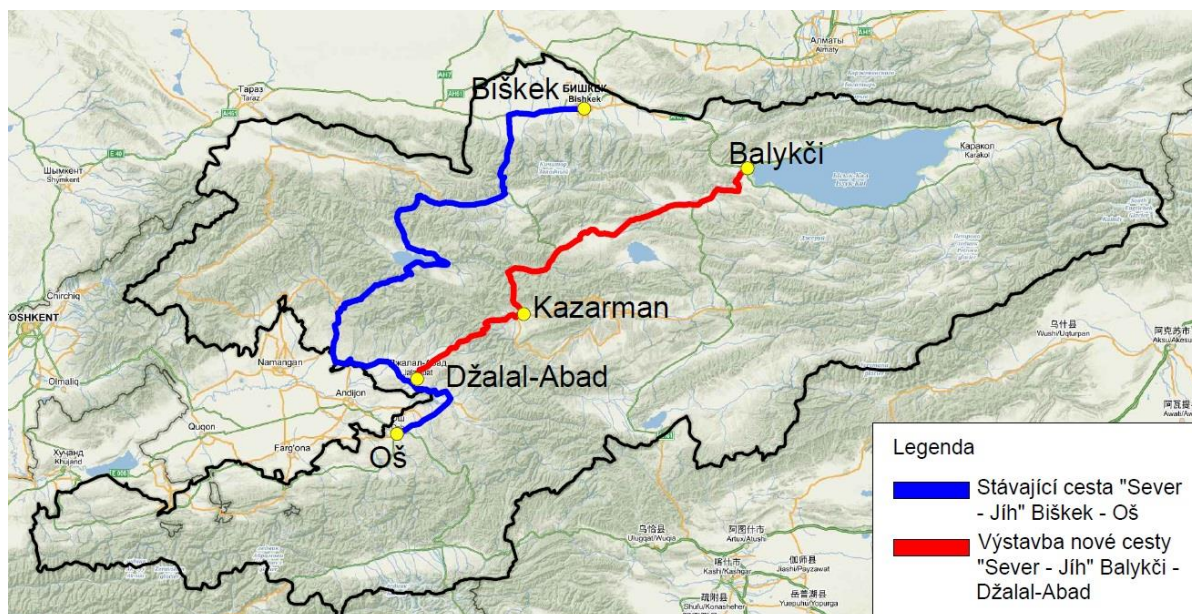 Алматы
Almaty
Тараз
Taraz
Biškek
БИШКЕК
Bishkek
Шымкент
Shymkent
Balykči
Каракол
Karakol
Chirchiq
Kazarman
TOSHKENT
Namangan
Džalal-Abad
Olmaliq
Andijon
Quqon
Farg'ona
Oš
Хуҷанд
Khujand
乌什县
Wushi/Uqturpan
阿克苏市
Aksu/Aksu
乌恰县
Ulugqat/Wuqia
阿图什市
Artux/Atushi
喀什市
Kashi/Kashgar
伽师县
Jiashi/Payzawat
疏附县
Shufu/Konasheher
岳普湖县
Yuepuhu/Yopurga
Legenda
Stávající cesta "Sever
- Jíh" Biškek - Oš
Výstavba nové cesty
"Sever - Jíh" Balykči -
Džalal-Abad